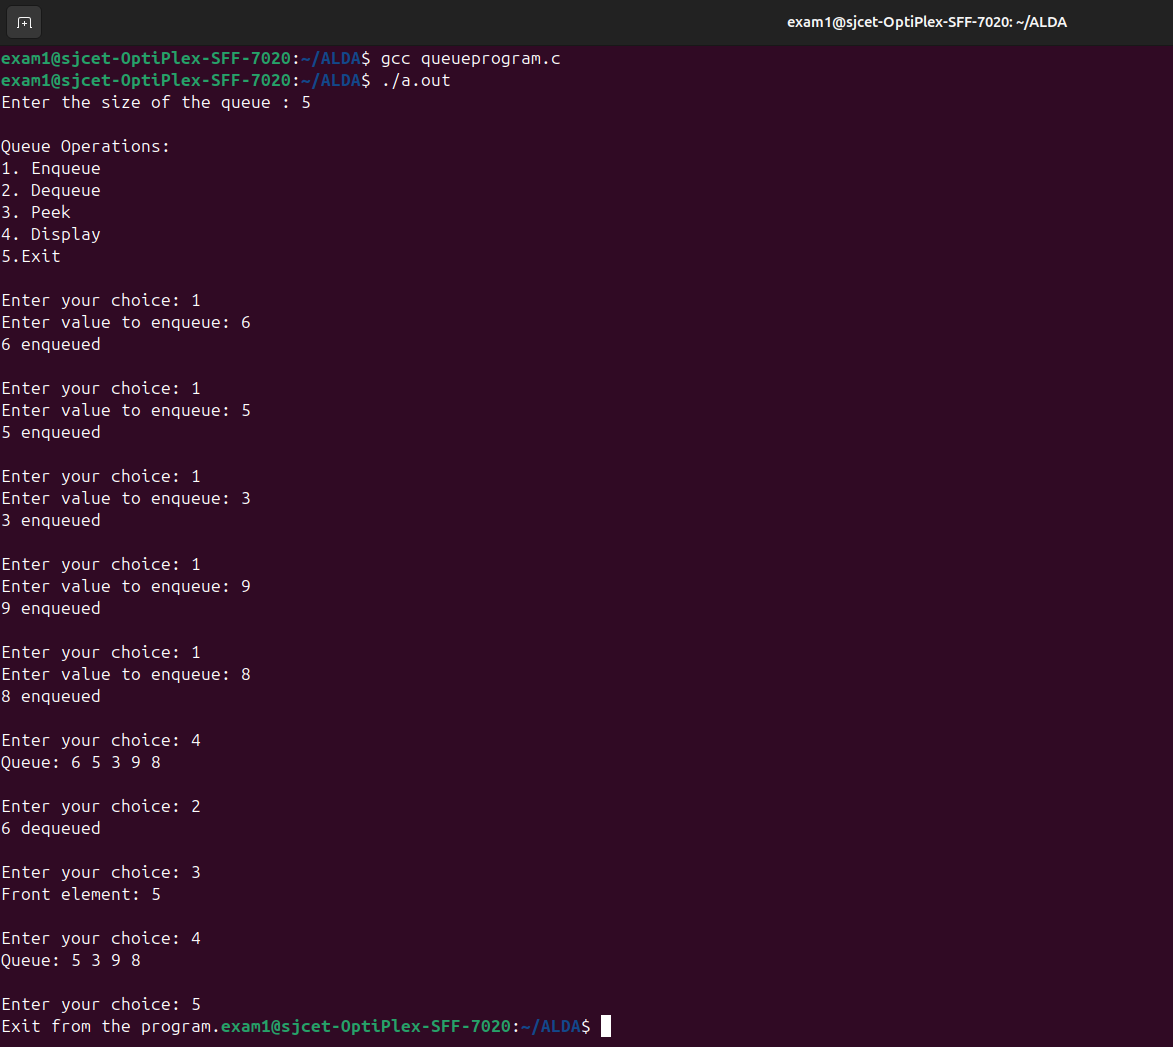 exam1@sjcet-OptiPlex-SFF-7020: ~/ALDA
exam1@sjcet-OptiPlex-SFF-7020:~/ALDA$ gcc queueprogram.c
exam1@sjcet-OptiPlex-SFF-7020:~/ALDA$ ./a.out
Enter the size of the queue : 5
Queue Operations:
1. Enqueue
2. Dequeue
3. Peek
4. Display
5.Exit
Enter your choice: 1
Enter value to enqueue: 6
6 enqueued
Enter your choice: 1
Enter value to enqueue: 5
5 enqueued
Enter your choice: 1
Enter value to enqueue: 3
3 enqueued
Enter your choice: 1
Enter value to enqueue: 9
9 enqueued
Enter your choice: 1
Enter value to enqueue: 8
8 enqueued
Enter your choice: 4
Queue: 6 5 3 9 8
Enter your choice: 2
6 dequeued
Enter your choice: 3
Front element: 5
Enter your choice: 4
Queue: 5 3 9 8
Enter your choice: 5
Exit from the program.exam1@sjcet-OptiPlex-SFF-7020:~/ALDA$